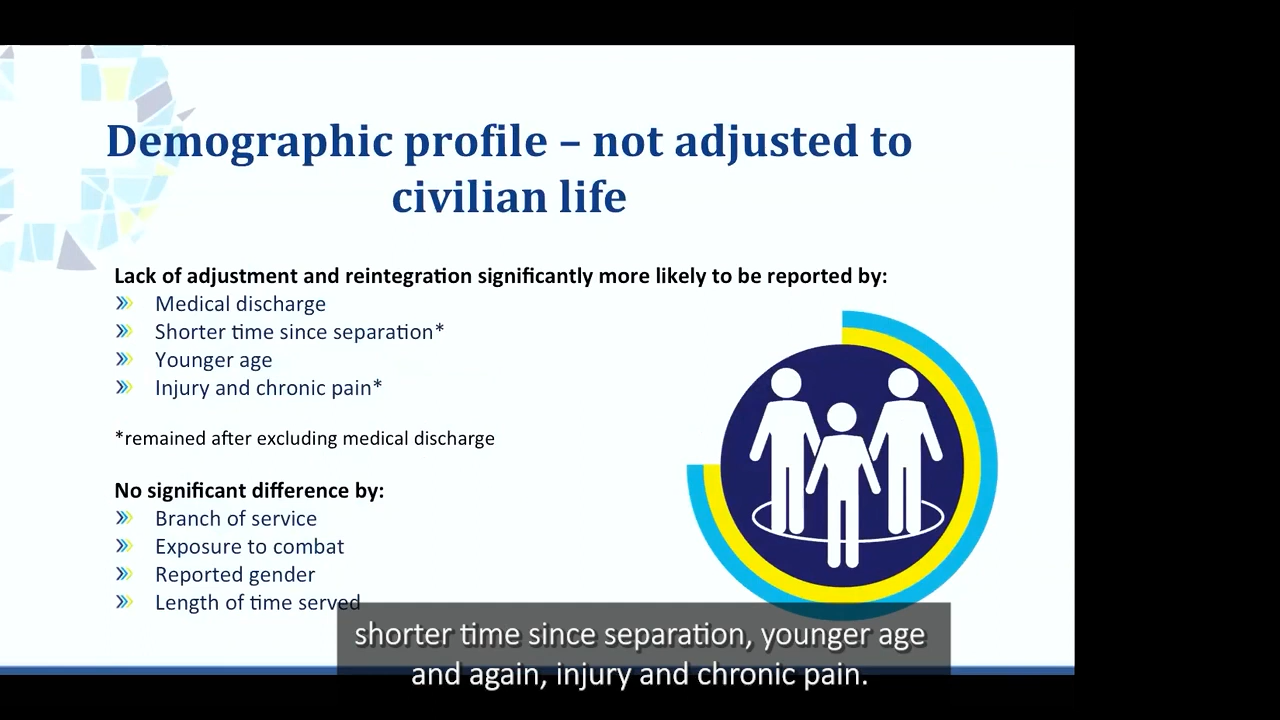 Demographic profile – not adjusted to
civilian life
Lack of adjustment and reintegration significantly more likely to be reported by:
Medical discharge
Shorter time since separation*
Younger age
Injury and chronic pain*
*remained after excluding medical discharge
No significant difference by:
Branch of service
Exposure to combat
Reported gender
Length of time served
shorter time since separation, younger age
and again, injury and chronic pain.